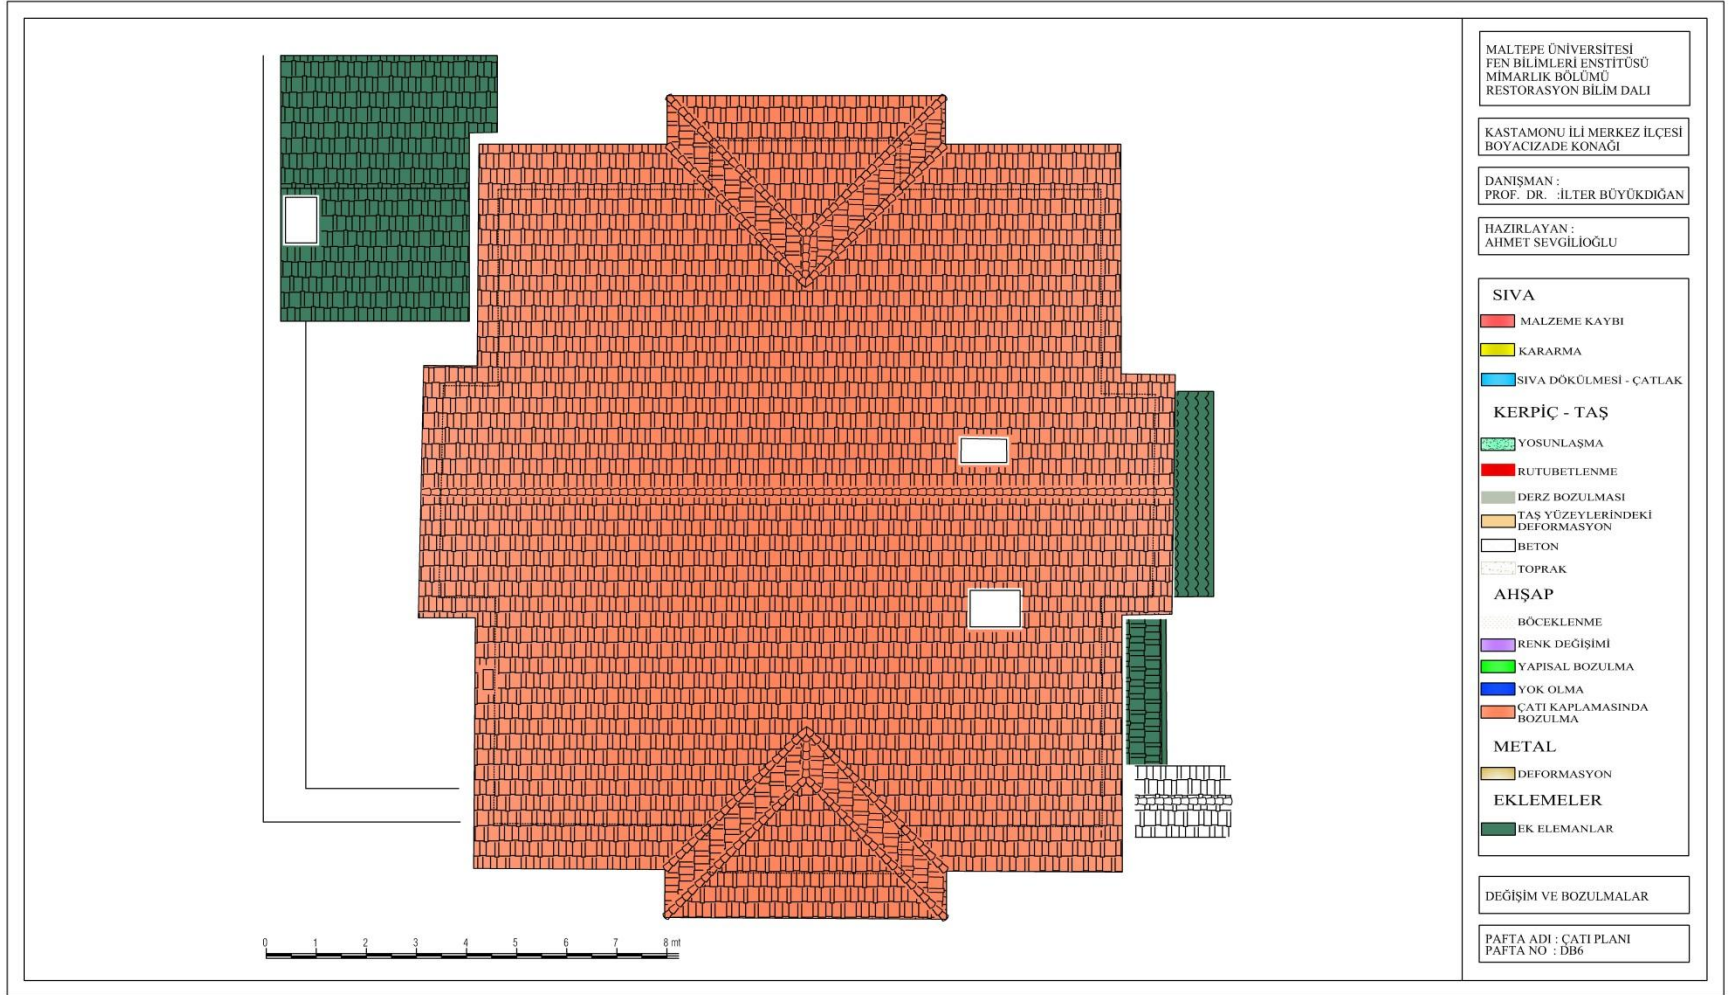 MALTEPE ÜNİVERSİTESİ
FEN BİLİMLERİ ENSTİTÜSÜ
MİMARLIK BÖLÜMÜ
RESTORASYON BİLİM DALI
KASTAMONU İLİ MERKEZ İLÇESİ
BOYACIZADE KONAĞI
DANIŞMAN :
PROF. DR. :İLTER BÜYÜKDIĞAN
HAZIRLAYAN :
AHMET SEVGİLİOĞLU
SIVA
MALZEME KAYBI
KARARMA
SIVA DÖKÜLMESİ - ÇATLAK
KERPİÇ - TAŞ
YOSUNLAŞMA
RUTUBETLENME
DERZ BOZULMASI
TAŞ YÜZEYLERİNDEKİ
DEFORMASYON
BETON
TOPRAK
AHŞAP
BÖCEKLENME
RENK DEĞİŞİMİ
YAPISAL BOZULMA
YOK OLMA
ÇATI KAPLAMASINDA
BOZULMA
METAL
DEFORMASYON
EKLEMELER
EK ELEMANLAR
DEĞİŞİM VE BOZULMALAR
PAFTA ADI : ÇATI PLANI
PAFTA NO : DB6
0 1 2 3 4 5 6 7 8 mt